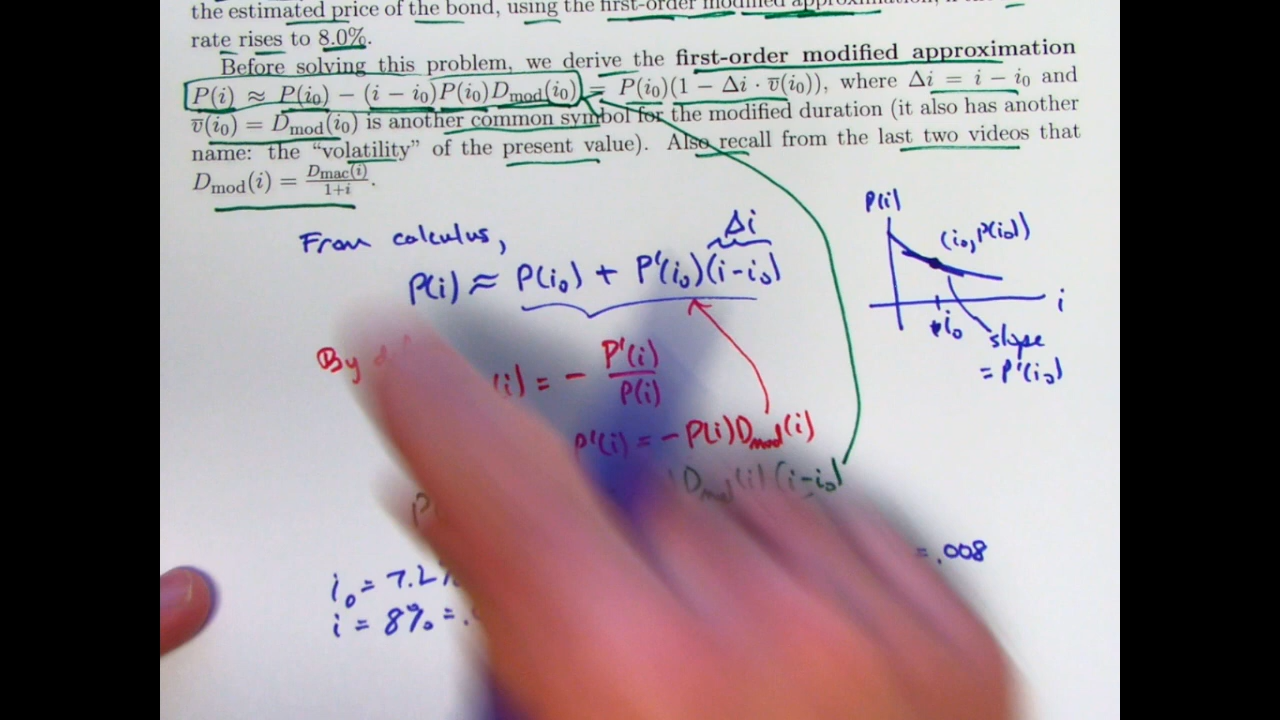 the estimated price of the bond, using the first-order modified approximation,
rate rises to 8.0%.
Before solving this problem, we derive the first-order modified approximation
P(i) ≈ P(i₀) − (i − i₀)P(i₀)D_mod(i₀) = P(i₀)(1 − Δi · v̅(i₀)), where Δi = i − i₀ and
v̅(i₀) = D_mod(i₀) is another common symbol for the modified duration (it also has another
name: the “volatility” of the present value). Also recall from the last two videos that
D_mod(i) = D_mac(i)/(1+i).
From calculus,
Δi
P(i) ≈ P(i₀) + P'(i₀)(i−i₀)
P(i)
(i₀, P(i₀))
i
i₀
slope
= P'(i₀)
By
(i) = − P'(i)/P(i)
P'(i) = −P(i)D_mod(i)
D_mod(i)(i−i₀)
P
= .008
i₀ = 7.2%
i = 8% = .